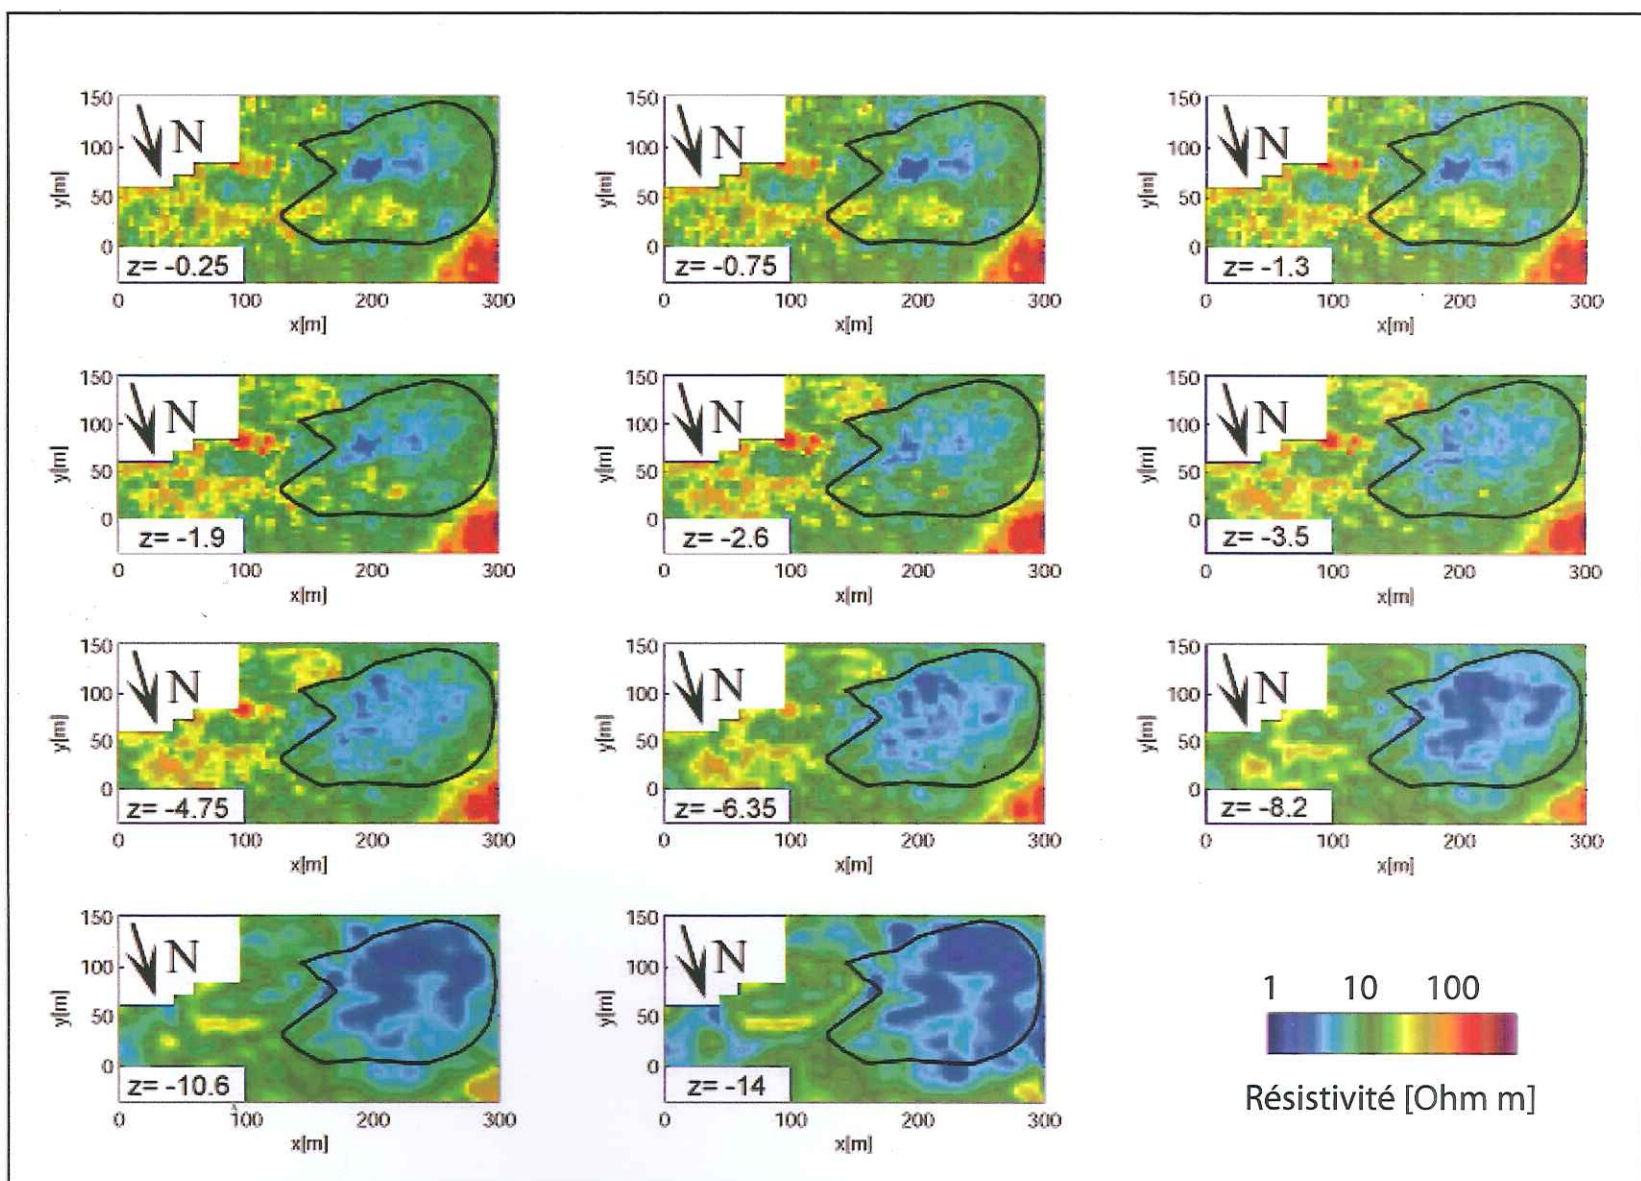 150
N
100
y[m]
50
0
z= -0.25
0 100 200 300
x[m]
150
N
100
y[m]
50
0
z= -0.75
0 100 200 300
x[m]
150
N
100
y[m]
50
0
z= -1.3
0 100 200 300
x[m]
150
N
100
y[m]
50
0
z= -1.9
0 100 200 300
x[m]
150
N
100
y[m]
50
0
z= -2.6
0 100 200 300
x[m]
150
N
100
y[m]
50
0
z= -3.5
0 100 200 300
x[m]
150
N
100
y[m]
50
0
z= -4.75
0 100 200 300
x[m]
150
N
100
y[m]
50
0
z= -6.35
0 100 200 300
x[m]
150
N
100
y[m]
50
0
z= -8.2
0 100 200 300
x[m]
150
N
100
y[m]
50
0
z= -10.6
0 100 200 300
x[m]
150
N
100
y[m]
50
0
z= -14
0 100 200 300
x[m]
1 10 100
Résistivité [Ohm m]